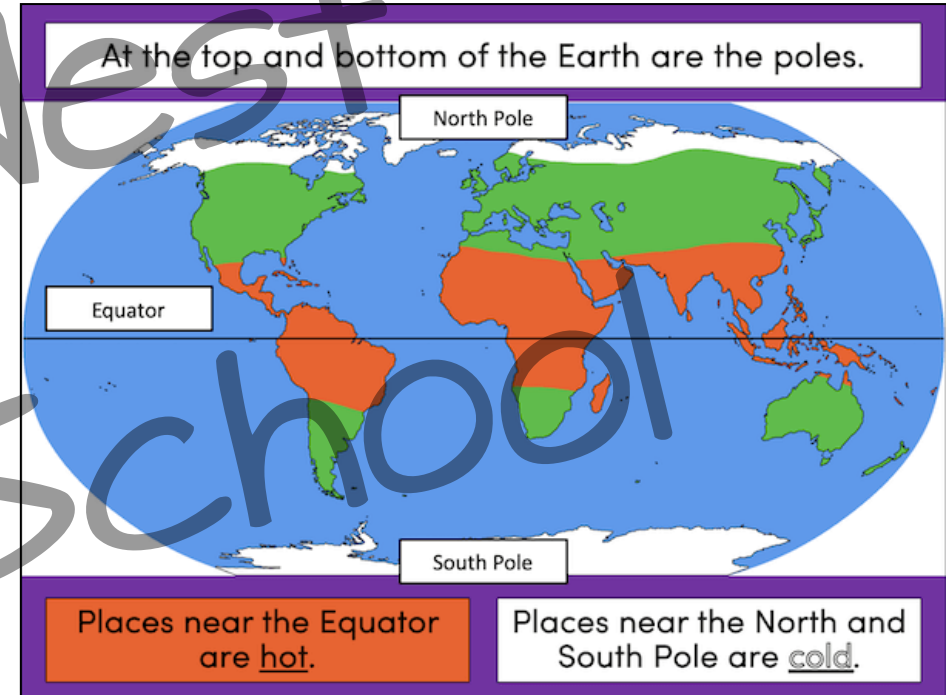 At the top and bottom of the Earth are the poles.
North Pole
Equator
South Pole
Places near the Equator
are hot.
Places near the North and
South Pole are cold.
Nest
School